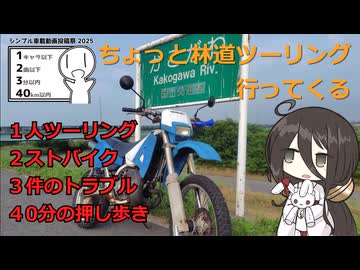 シンプル車載動画投稿祭 2025
1キャラ以下
2曲以下
3分以内
40km以内
ちょっと林道ツーリング
行ってくる
かこがわ
Kakogawa Riv.
１人ツーリング
２ストバイク
３件のトラブル
４０分の押し歩き